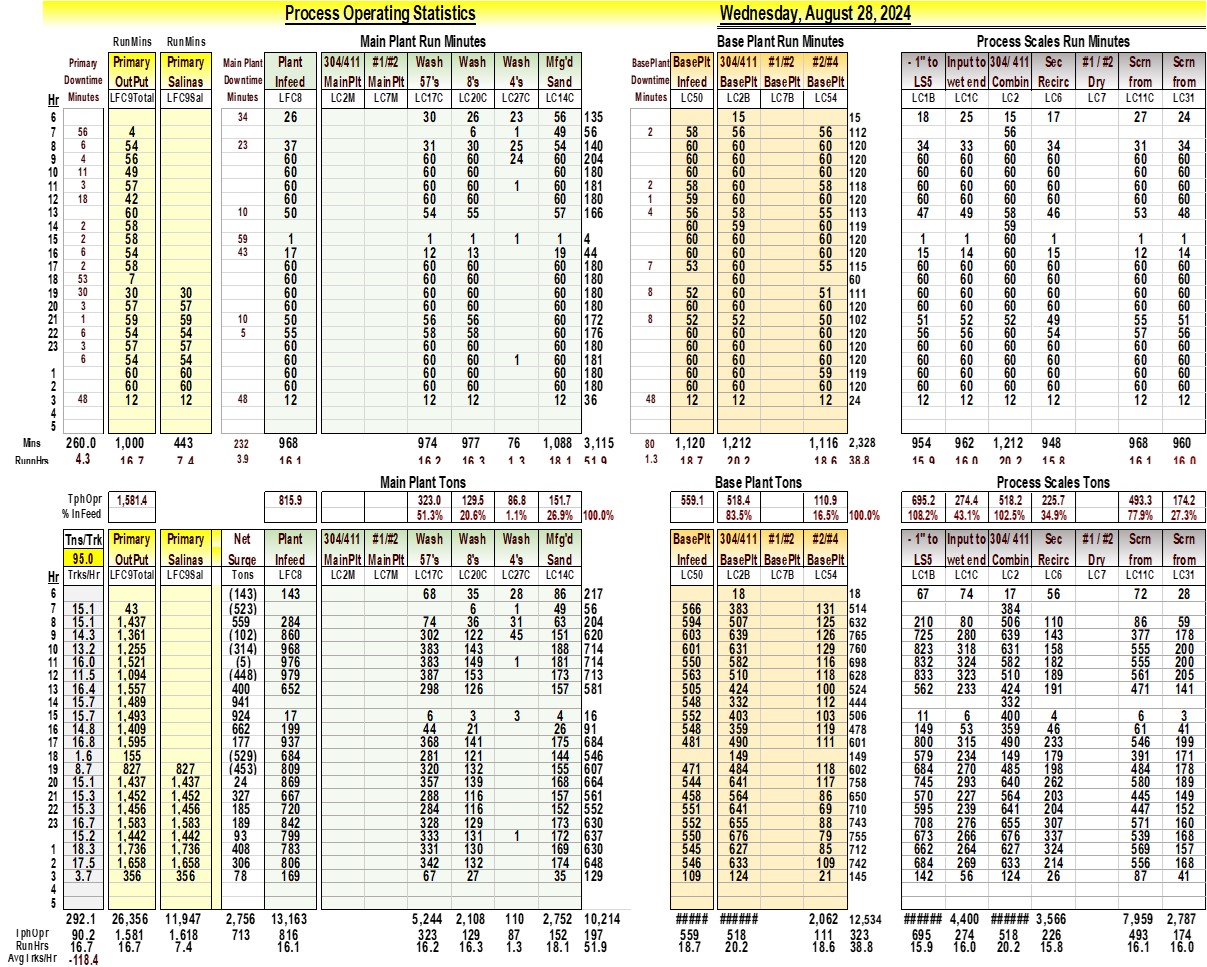 Process Operating Statistics Wednesday, August 28, 2024
RunMins RunMins Main Plant Run Minutes Base Plant Run Minutes Process Scales Run Minutes
Primary Primary Primary Main Plant Plant 304/411 #1/#2 Wash Wash Wash Mfg'd BasePlant BasePlt 304/411 #1/#2 #2/#4 - 1" to Input to 304/ 411 Sec #1 / #2 Scrn Scrn
Downtime OutPut Salinas Downtime Infeed MainPlt MainPlt 57's 8's 4's Sand Downtime Infeed BasePlt BasePlt BasePlt LS5 wet end Combin Recirc Dry from from
Hr Minutes LFC9Total LFC9Sal Minutes LFC8 LC2M LC7M LC17C LC20C LC27C LC14C Minutes LC50 LC2B LC7B LC54 LC1B LC1C LC2 LC6 LC7 LC11C LC31
6 34 26 30 26 23 56 135 15 15 18 25 15 17 27 24
7 56 4 7 1 49 56 2 58 56 56 112 56
8 6 54 23 37 31 30 25 54 140 60 60 60 120 34 33 60 34 31 34
9 4 56 60 60 60 24 60 204 60 60 60 120 60 60 60 60 60 60
10 11 49 60 60 60 60 180 60 60 60 120 60 60 60 60 60 60
11 3 57 60 60 60 1 60 181 2 58 60 58 118 60 60 60 60 60 60
12 18 42 60 60 60 60 180 1 59 60 60 120 60 60 60 60 60 60
13 60 10 50 54 55 57 166 4 56 58 55 113 47 49 58 46 53 48
14 2 58 60 59 60 119 59
15 2 58 59 1 1 1 1 1 4 60 60 60 120 1 1 60 1 1 1
16 6 54 43 17 12 13 19 44 60 60 60 120 15 14 60 15 12 14
17 2 58 60 60 60 60 180 7 53 60 55 115 60 60 60 60 60 60
18 53 7 60 60 60 60 180 60 60 60 60 60 60 60 60
19 30 30 30 60 60 60 60 180 8 52 60 51 111 60 60 60 60 60 60
20 3 57 57 60 60 60 60 180 60 60 60 120 60 60 60 60 60 60
21 1 59 59 10 50 56 56 60 172 8 52 52 50 102 51 52 52 49 55 51
22 6 54 54 5 55 58 58 60 176 60 60 60 120 56 56 60 54 57 56
23 3 57 57 60 60 60 60 180 60 60 60 120 60 60 60 60 60 60
6 54 54 60 60 60 1 60 181 60 60 60 120 60 60 60 60 60 60
1 60 60 60 60 60 60 180 60 60 59 119 60 60 60 60 60 60
2 60 60 60 60 60 60 180 60 60 60 120 60 60 60 60 60 60
3 48 12 12 48 12 12 12 12 36 48 12 12 12 24 12 12 12 12 12 12
4
5
Mins 260.0 1,000 443 232 968 974 977 76 1,088 3,115 80 1,120 1,212 1,116 2,328 954 962 1,212 948 968 960
RunnHrs 4.3 16.7 7.4 3.9 16.1 16.2 16.3 1.3 18.1 51.9 1.3 18.7 20.2 18.6 38.8 15.9 16.0 20.2 15.8 16.1 16.0
Main Plant Tons Base Plant Tons Process Scales Tons
TphOpr 1,581.4 815.9 323.0 129.5 86.8 151.7 559.1 518.4 110.9 695.2 274.4 518.2 225.7 493.3 174.2
% InFeed 51.3% 20.6% 1.1% 26.9% 100.0% 83.5% 16.5% 100.0% 108.2% 43.1% 102.5% 34.9% 77.9% 27.3%
Tns/Trk Primary Primary Net Plant 304/411 #1/#2 Wash Wash Wash Mfg'd BasePlt 304/411 #1/#2 #2/#4 - 1" to Input to 304/ 411 Sec #1 / #2 Scrn Scrn
95.0 OutPut Salinas Surge Infeed MainPlt MainPlt 57's 8's 4's Sand Infeed BasePlt BasePlt BasePlt LS5 wet end Combin Recirc Dry from from
Hr Trks/Hr LFC9Total LFC9Sal Tons LFC8 LC2M LC7M LC17C LC20C LC27C LC14C LC50 LC2B LC7B LC54 LC1B LC1C LC2 LC6 LC7 LC11C LC31
6 (143) 143 68 35 28 86 217 18 18 67 74 17 56 72 28
7 15.1 43 (523) 6 1 49 56 566 383 131 514 384
8 15.1 1,437 559 284 74 36 31 63 204 594 507 125 632 210 80 506 110 86 59
9 14.3 1,361 (102) 860 302 122 45 151 620 603 639 126 765 725 280 639 143 377 178
10 13.2 1,255 (314) 968 383 143 188 714 601 631 129 760 823 318 631 158 555 200
11 16.0 1,521 (5) 976 383 149 1 181 714 550 582 116 698 832 324 582 182 555 200
12 11.5 1,094 (448) 979 387 153 173 713 563 510 118 628 833 323 510 189 561 205
13 16.4 1,557 400 652 298 126 157 581 505 424 100 524 562 233 424 191 471 141
14 15.7 1,489 941 548 332 112 444 332
15 15.7 1,493 924 17 6 3 3 4 16 552 403 103 506 11 6 400 4 6 3
16 14.8 1,409 662 199 44 21 26 91 548 359 119 478 149 53 359 46 61 41
17 16.8 1,595 177 937 368 141 175 684 481 490 111 601 800 315 490 233 546 199
18 1.6 155 (529) 684 281 121 144 546 149 149 579 234 149 179 391 171
19 8.7 827 827 (453) 809 320 132 155 607 471 484 118 602 684 270 485 198 484 178
20 15.1 1,437 1,437 24 869 357 139 168 664 544 641 117 758 745 293 640 262 580 189
21 15.3 1,452 1,452 327 667 288 116 157 561 458 564 86 650 570 227 564 203 445 149
22 15.3 1,456 1,456 185 720 284 116 152 552 551 641 69 710 595 239 641 204 447 152
23 16.7 1,583 1,583 189 842 328 129 173 630 552 655 88 743 708 276 655 307 571 160
15.2 1,442 1,442 93 799 333 131 1 172 637 550 676 79 755 673 266 676 337 539 168
1 18.3 1,736 1,736 408 783 331 130 169 630 545 627 85 712 662 264 627 324 569 157
2 17.5 1,658 1,658 306 806 342 132 174 648 546 633 109 742 684 269 633 214 556 168
3 3.7 356 356 78 169 67 27 35 129 109 124 21 145 142 56 124 26 87 41
4
5
292.1 26,356 11,947 2,756 13,163 5,244 2,108 110 2,752 10,214 ##### ###### 2,062 12,534 ###### 4,400 ###### 3,566 7,959 2,787
TphOpr 90.2 1,581 1,618 713 816 323 129 87 152 197 559 518 111 323 695 274 518 226 493 174
RunHrs 16.7 16.7 7.4 16.1 16.2 16.3 1.3 18.1 51.9 18.7 20.2 18.6 38.8 15.9 16.0 20.2 15.8 16.1 16.0
AvgTrks/Hr -118.4